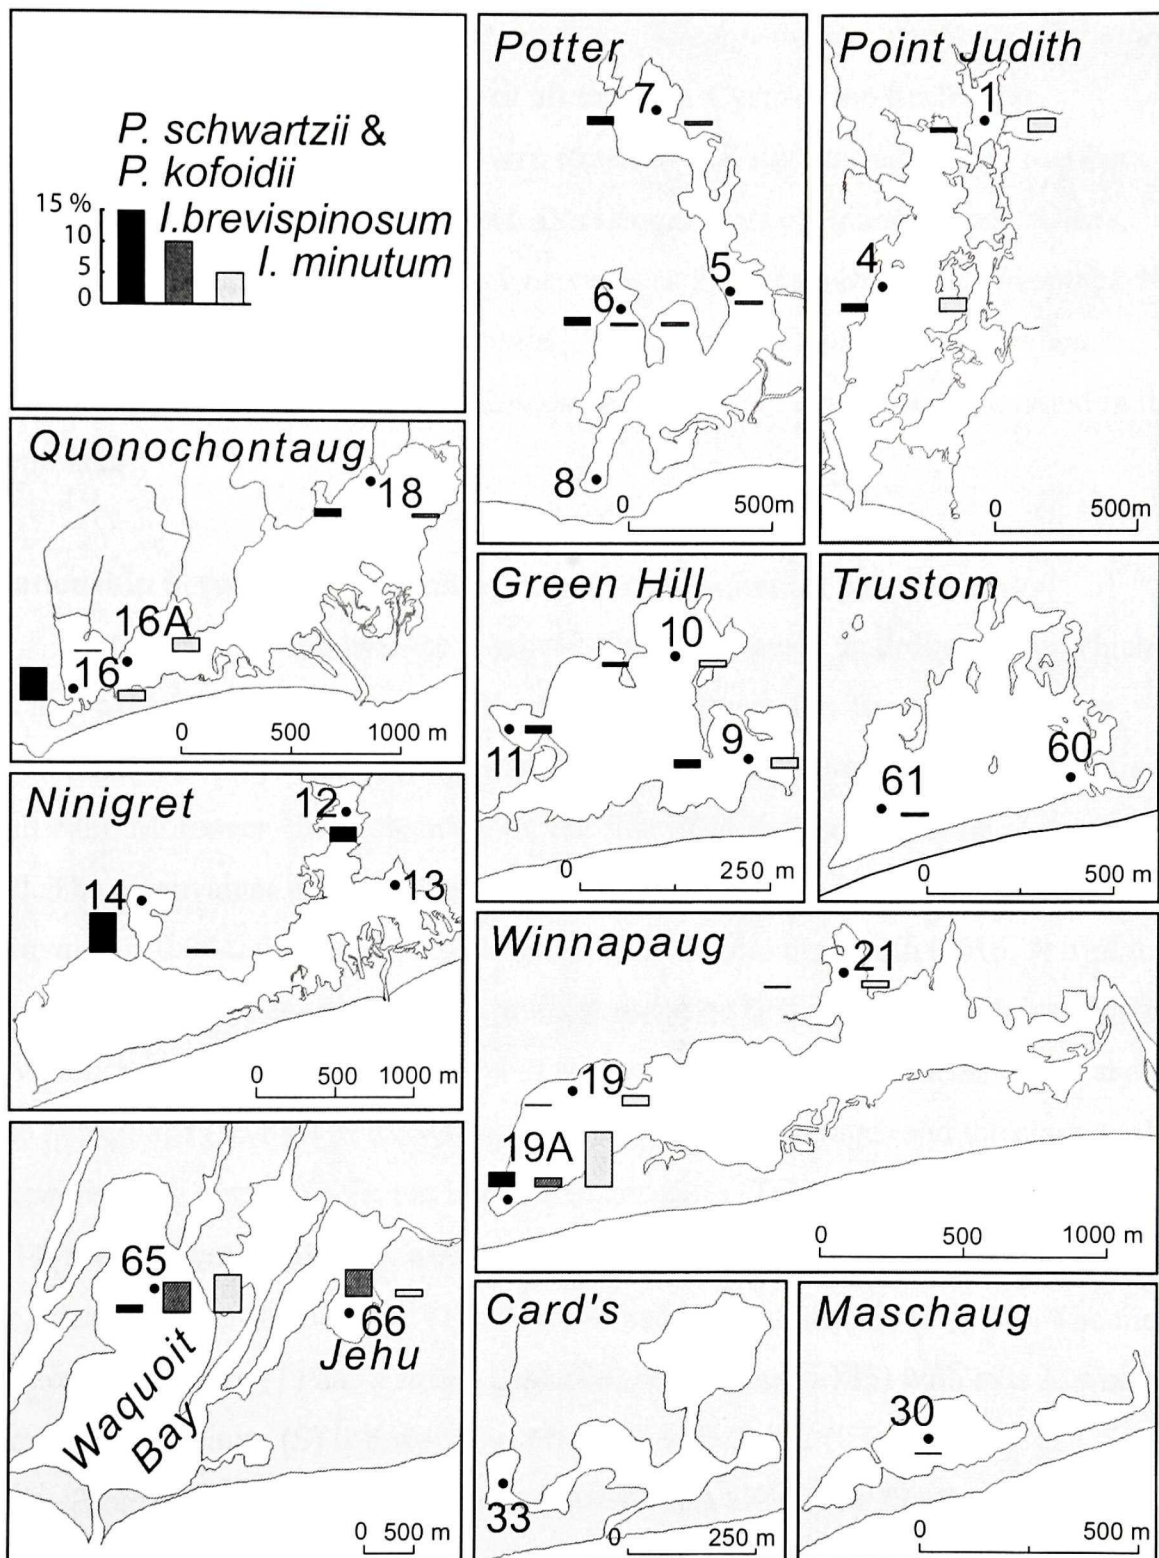 P. schwartzii &
P. kofoidii
I.brevispinosum
I. minutum
15 %
10
5
0
Potter
7
5
6
8
0 500m
Point Judith
1
4
0 500m
Quonochontaug
18
16A
16
0 500 1000 m
Green Hill
10
11
9
0 250 m
Trustom
60
61
0 500 m
Ninigret
12
13
14
0 500 1000 m
Winnapaug
21
19
19A
0 500 1000 m
65
66
Jehu
Waquoit
Bay
0 500 m
Card's
33
0 250 m
Maschaug
30
0 500 m